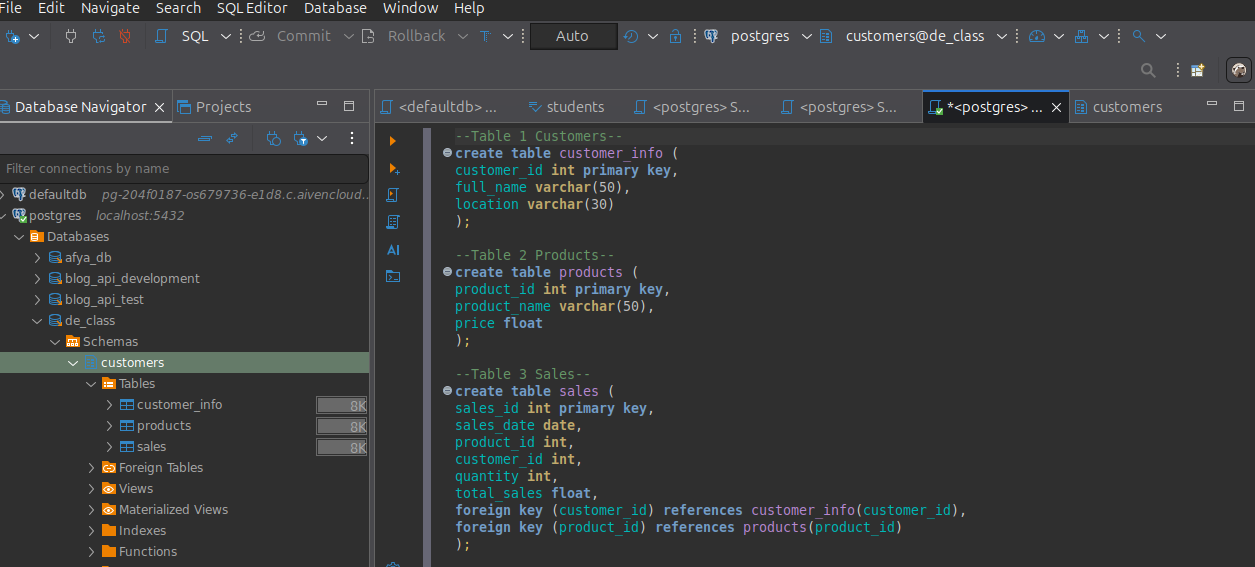 File Edit Navigate Search SQL Editor Database Window Help
SQL Commit Rollback T Auto postgres customers@de_class
Database Navigator Projects
<defaultdb> ... students <postgres> S... <postgres> S... *<postgres> ... customers
Filter connections by name
defaultdb pg-204f0187-os679736-e1d8.c.aivencloud...
postgres localhost:5432
Databases
afya_db
blog_api_development
blog_api_test
de_class
Schemas
customers
Tables
customer_info 8K
products 8K
sales 8K
Foreign Tables
Views
Materialized Views
Indexes
Functions
AI
--Table 1 Customers--
create table customer_info (
customer_id int primary key,
full_name varchar(50),
location varchar(30)
);
--Table 2 Products--
create table products (
product_id int primary key,
product_name varchar(50),
price float
);
--Table 3 Sales--
create table sales (
sales_id int primary key,
sales_date date,
product_id int,
customer_id int,
quantity int,
total_sales float,
foreign key (customer_id) references customer_info(customer_id),
foreign key (product_id) references products(product_id)
);